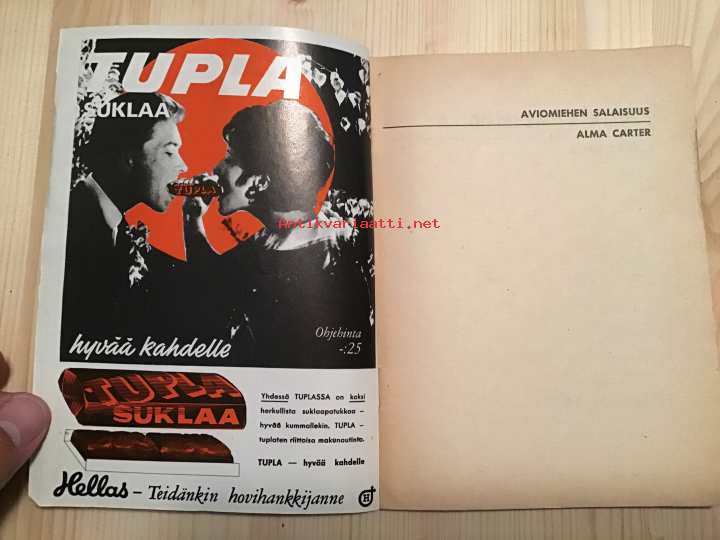 TUPLA
SUKLAA
TUPLA
hyvää kahdelle
Ohjehinta
-:25
TUPLA
SUKLAA
Yhdessä TUPLASSA on kaksi
herkullista suklaapatukkaa –
hyvää kummallekin. TUPLA –
tuplaten riittoisa makunautinto.
TUPLA — hyvää kahdelle
Hellas – Teidänkin hovihankkijanne
H
AVIOMIEHEN SALAISUUS
ALMA CARTER
Antikvariaatti.net